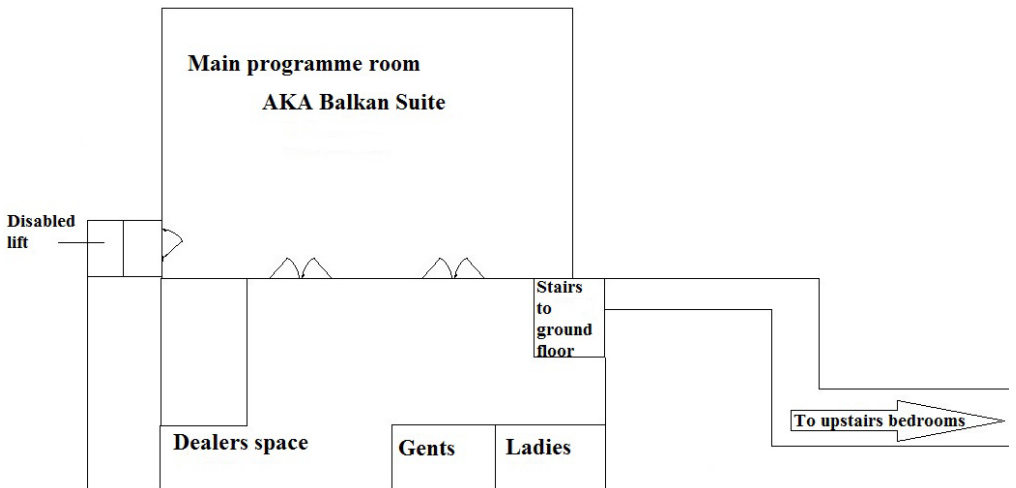 Main programme room
AKA Balkan Suite
Disabled
lift
Stairs
to
ground
floor
To upstairs bedrooms
Dealers space
Gents
Ladies